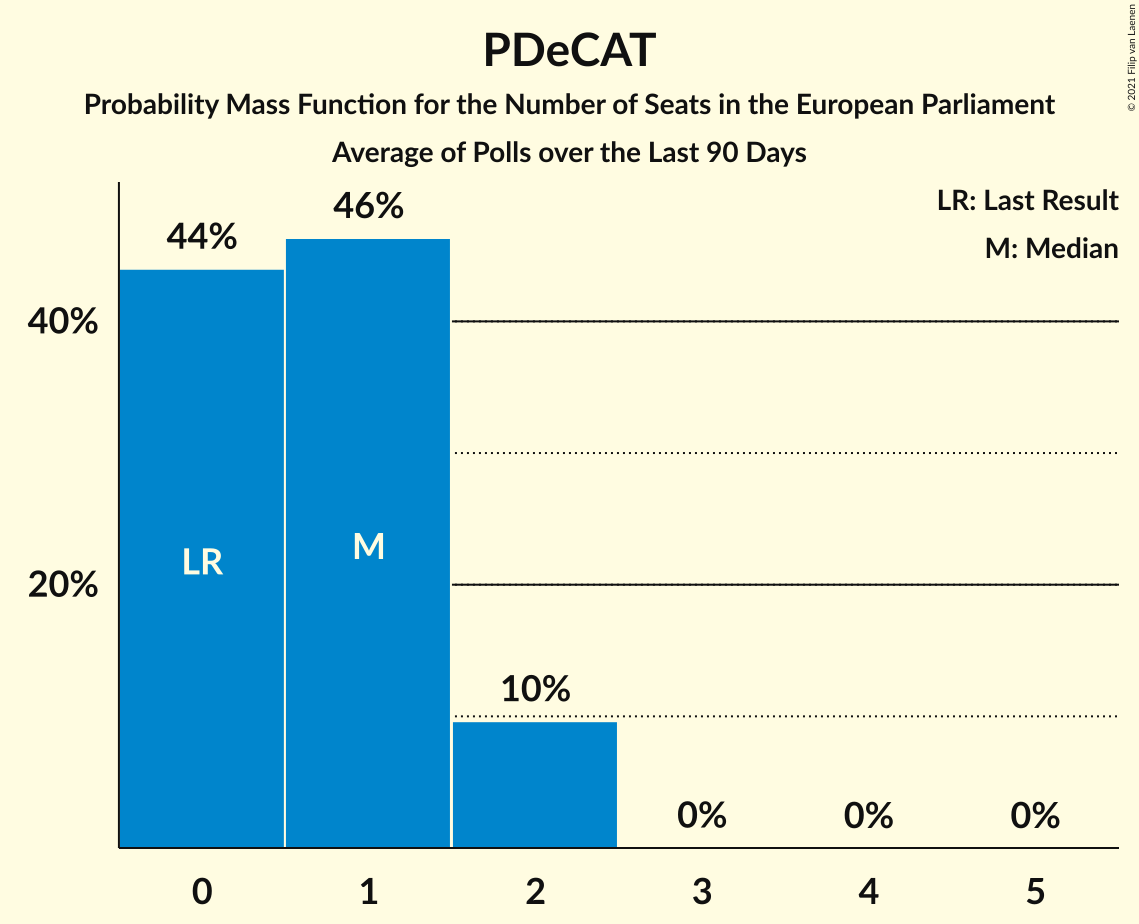 PDeCAT
Probability Mass Function for the Number of Seats in the European Parliament
Average of Polls over the Last 90 Days
© 2021 Filip van Laenen
LR: Last Result
M: Median
44%
46%
40%
LR
M
20%
10%
0%
0%
0%
0
1
2
3
4
5